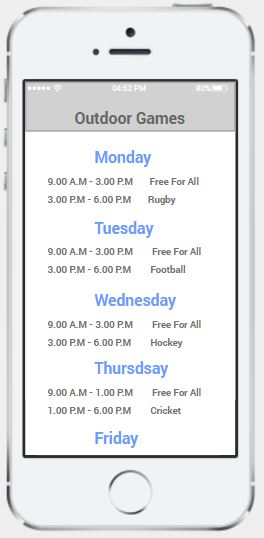 04:52 PM 80%
Outdoor Games
Monday
9.00 A.M - 3.00 P.M Free For All
3.00 P.M - 6.00 P.M Rugby
Tuesday
9.00 A.M - 3.00 P.M Free For All
3.00 P.M - 6.00 P.M Football
Wednesday
9.00 A.M - 3.00 P.M Free For All
3.00 P.M - 6.00 P.M Hockey
Thursdsay
9.00 A.M - 1.00 P.M Free For All
1.00 P.M - 6.00 P.M Cricket
Friday